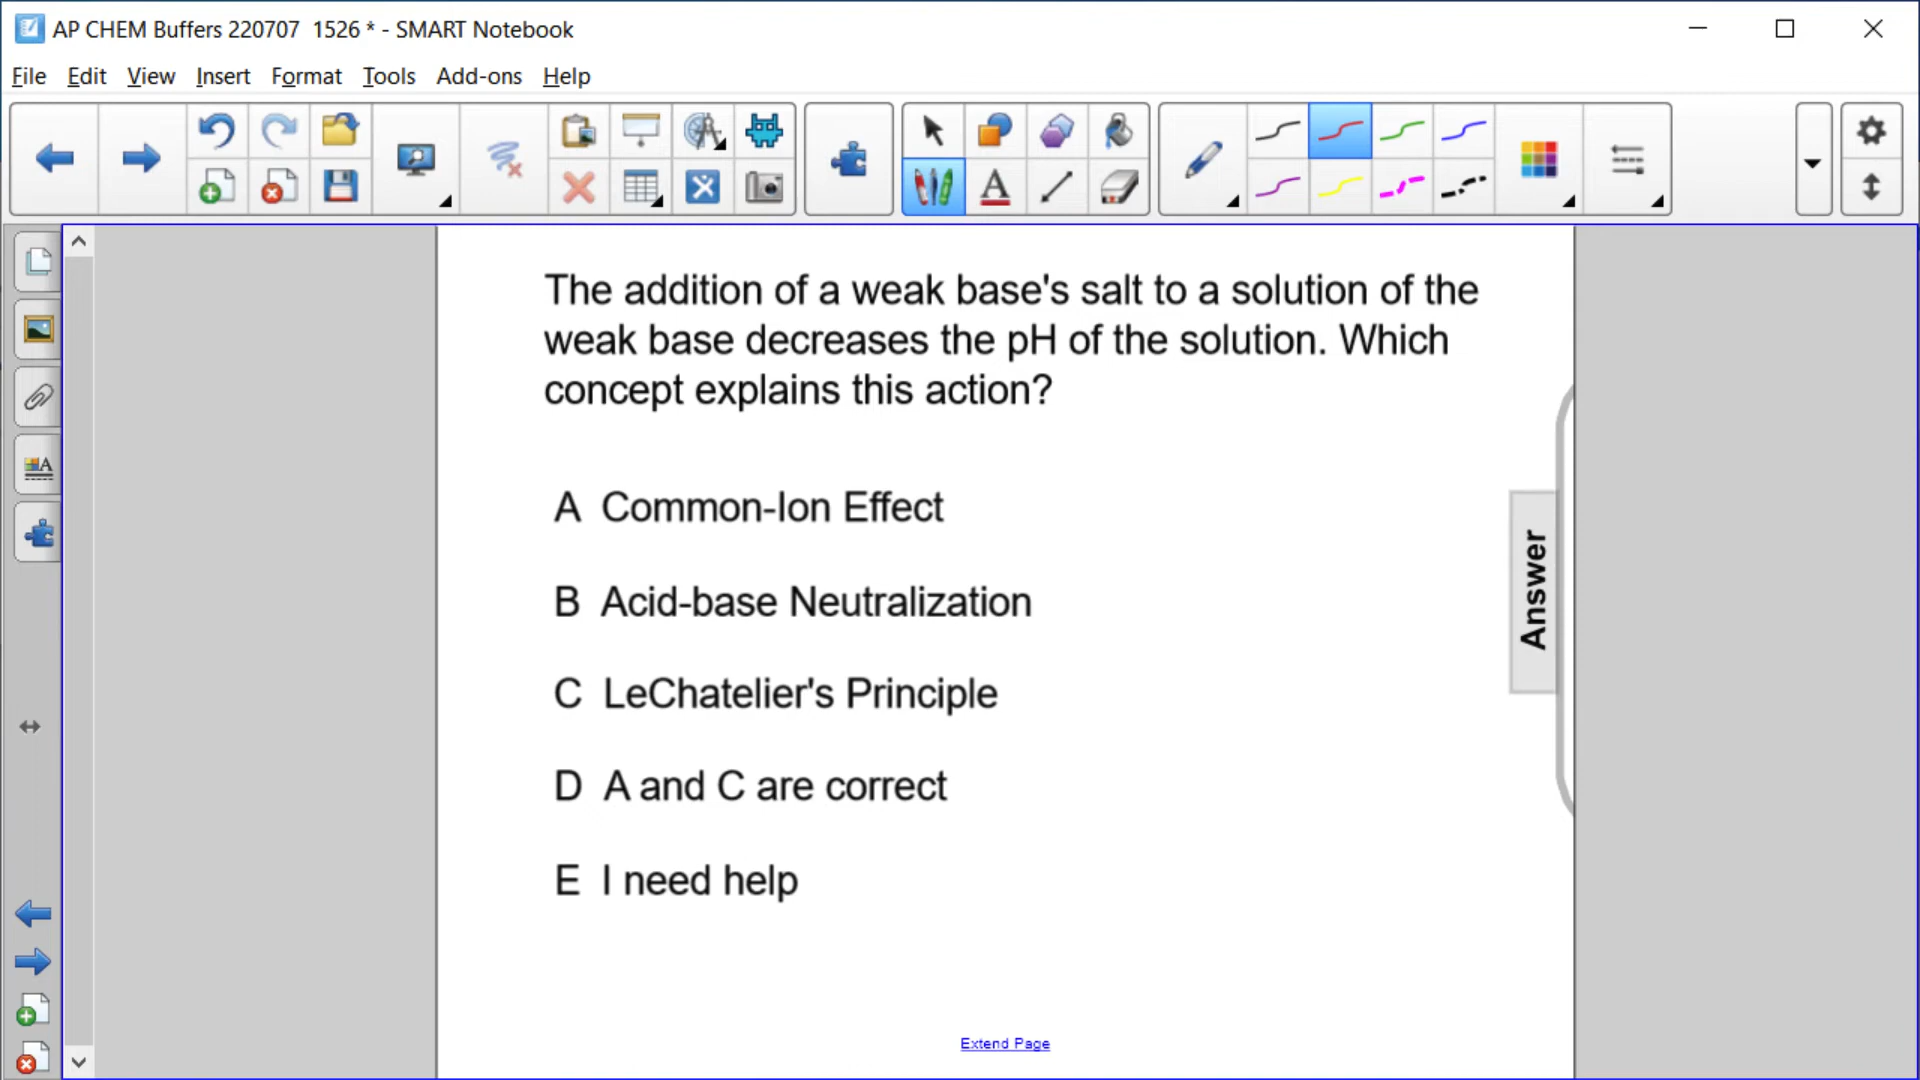 AP CHEM Buffers 220707  1526 * - SMART Notebook
File Edit View Insert Format Tools Add-ons Help
The addition of a weak base's salt to a solution of the
weak base decreases the pH of the solution. Which
concept explains this action?
A Common-Ion Effect
B Acid-base Neutralization
C LeChatelier's Principle
D A and C are correct
E I need help
Answer
Extend Page